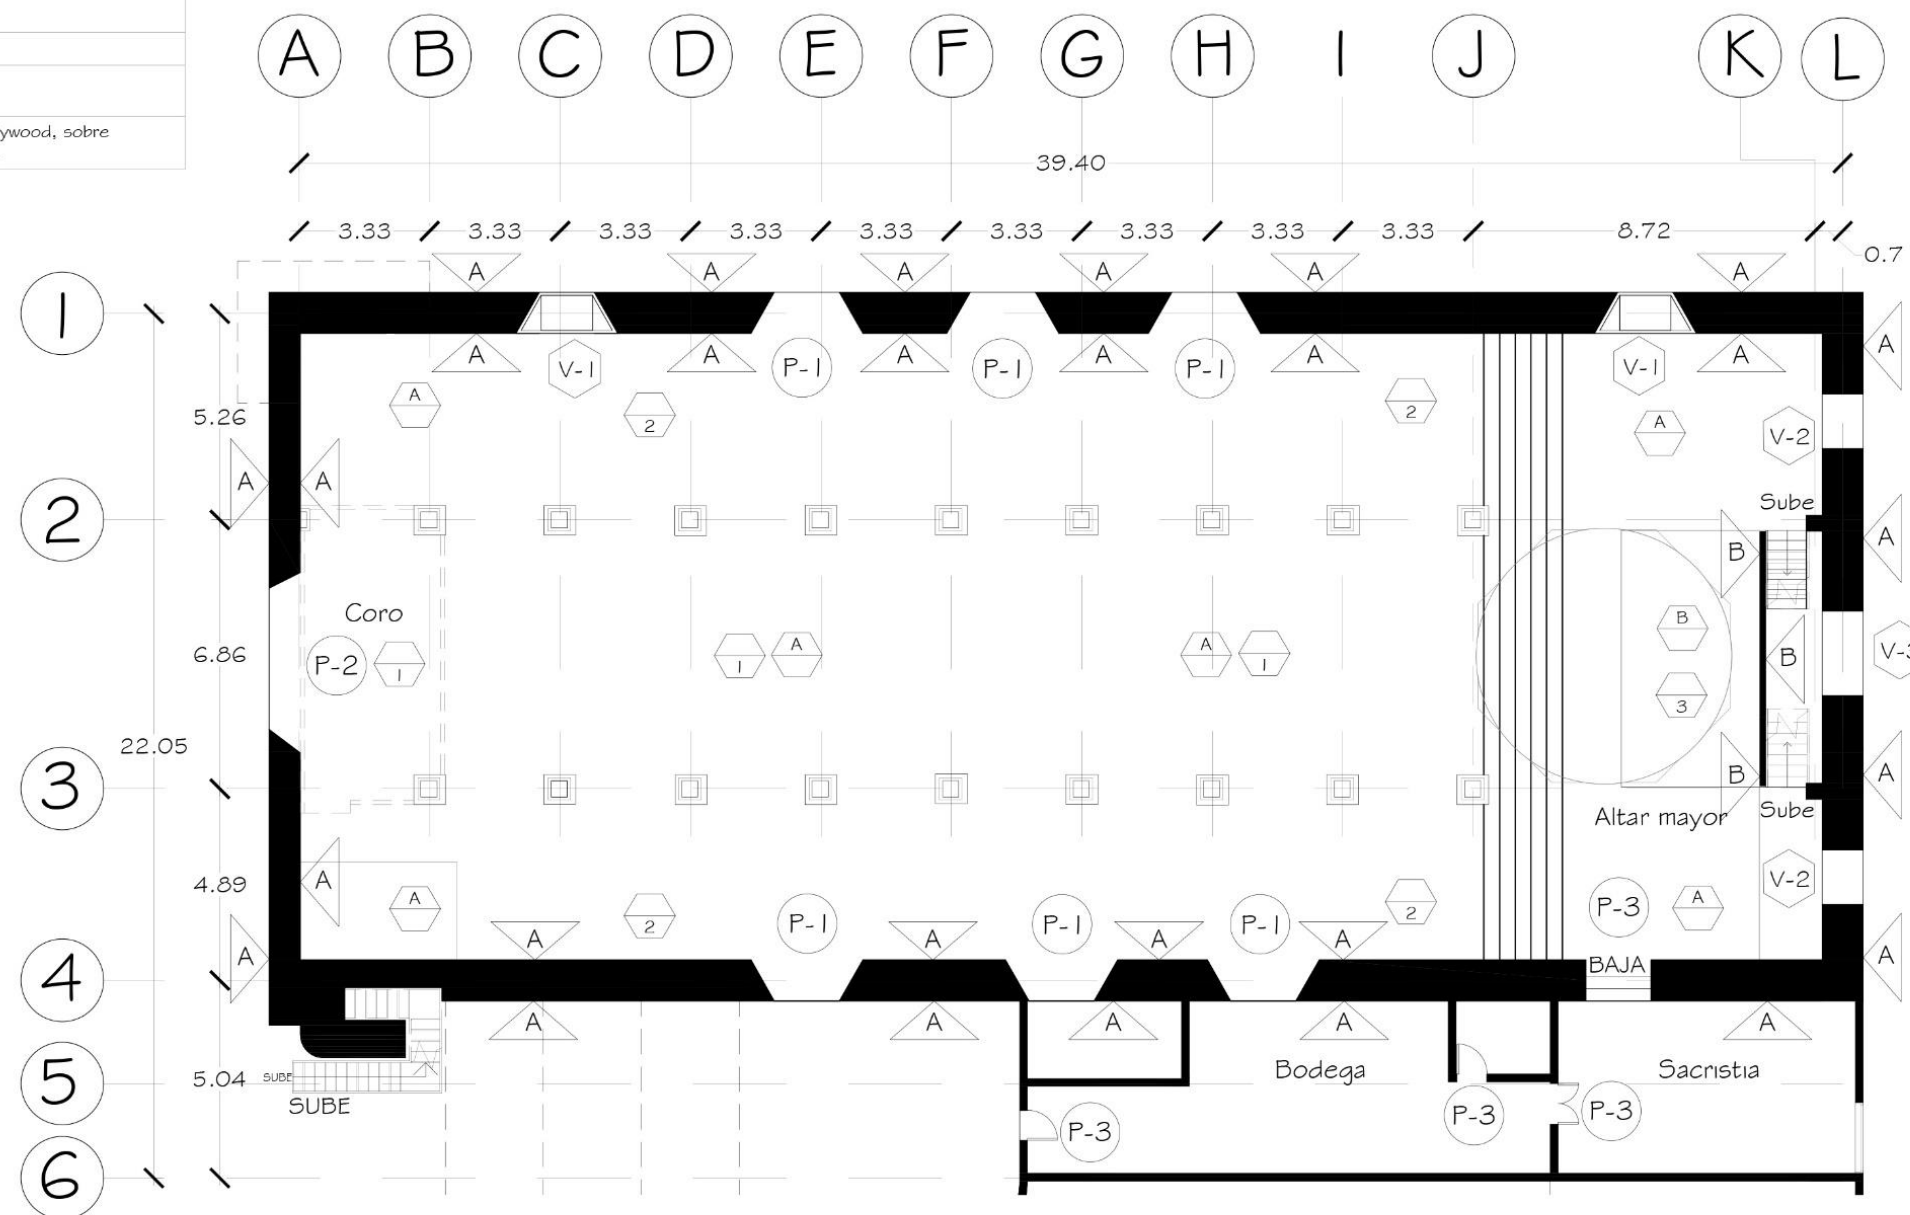 A B C D E F G H I J K L
ywood, sobre
39.40
3.33 3.33 3.33 3.33 3.33 3.33 3.33 3.33 3.33 8.72
0.7
A A A A A A
1
A A A A A A A
V-1 P-1 P-1 P-1 V-1
A 2 2 A V-2
5.26
A A
Sube
2 A
B
Coro
B
6.86 P-2 1 1 A A 1 B V-3
3
22.05
3 B A
Altar mayor Sube
4.89 A A 2 P-1 P-1 P-1 2 P-3 A V-2
A A A A A A
4 BAJA
A A A A A
5 5.04 SUBE Bodega Sacristia
SUBE P-3 P-3 P-3
6